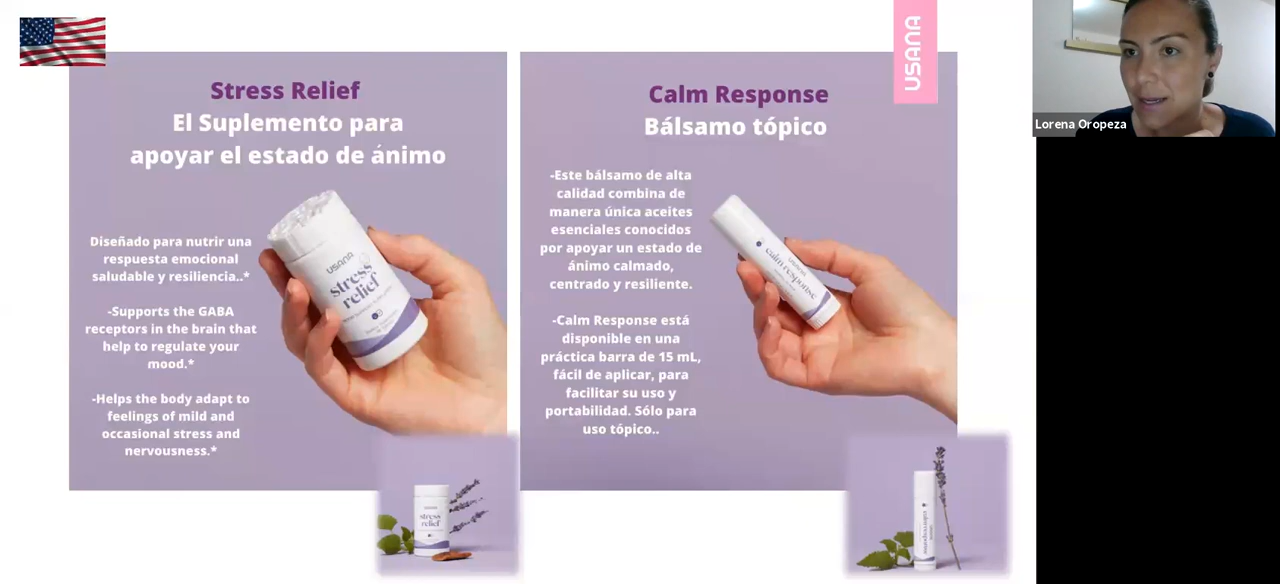 Stress Relief
El Suplemento para
apoyar el estado de ánimo
Diseñado para nutrir una
respuesta emocional
saludable y resiliencia..*
-Supports the GABA
receptors in the brain that
help to regulate your
mood.*
-Helps the body adapt to
feelings of mild and
occasional stress and
nervousness.*
USANA
stress
relief
USANA
stress
relief
USANA
Calm Response
Bálsamo tópico
-Este bálsamo de alta
calidad combina de
manera única aceites
esenciales conocidos
por apoyar un estado de
ánimo calmado,
centrado y resiliente.
-Calm Response está
disponible en una
práctica barra de 15 mL,
fácil de aplicar, para
facilitar su uso y
portabilidad. Sólo para
uso tópico..
USANA
calm response
calm response
Lorena Oropeza